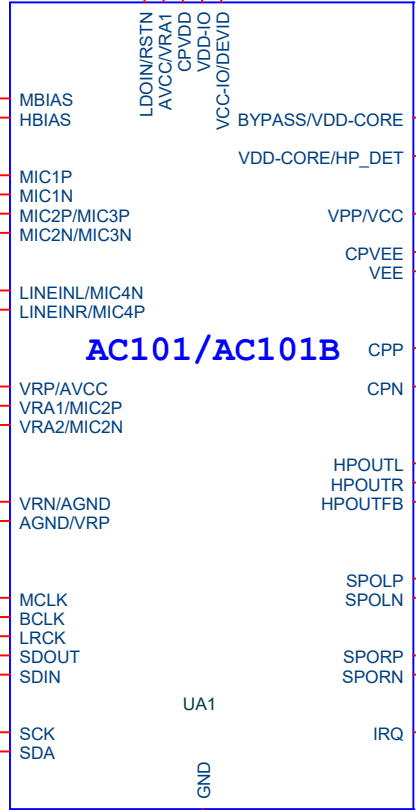 LDOIN/RSTN
AVCC/VRA1
CPVDD
VDD-IO
VCC-IO/DEVID
MBIAS
HBIAS
BYPASS/VDD-CORE
VDD-CORE/HP_DET
MIC1P
MIC1N
MIC2P/MIC3P
MIC2N/MIC3N
VPP/VCC
CPVEE
VEE
LINEINL/MIC4N
LINEINR/MIC4P
AC101/AC101B
CPP
CPN
VRP/AVCC
VRA1/MIC2P
VRA2/MIC2N
HPOUTL
HPOUTR
HPOUTFB
VRN/AGND
AGND/VRP
SPOLP
SPOLN
MCLK
BCLK
LRCK
SDOUT
SDIN
SPORP
SPORN
UA1
SCK
SDA
IRQ
GND